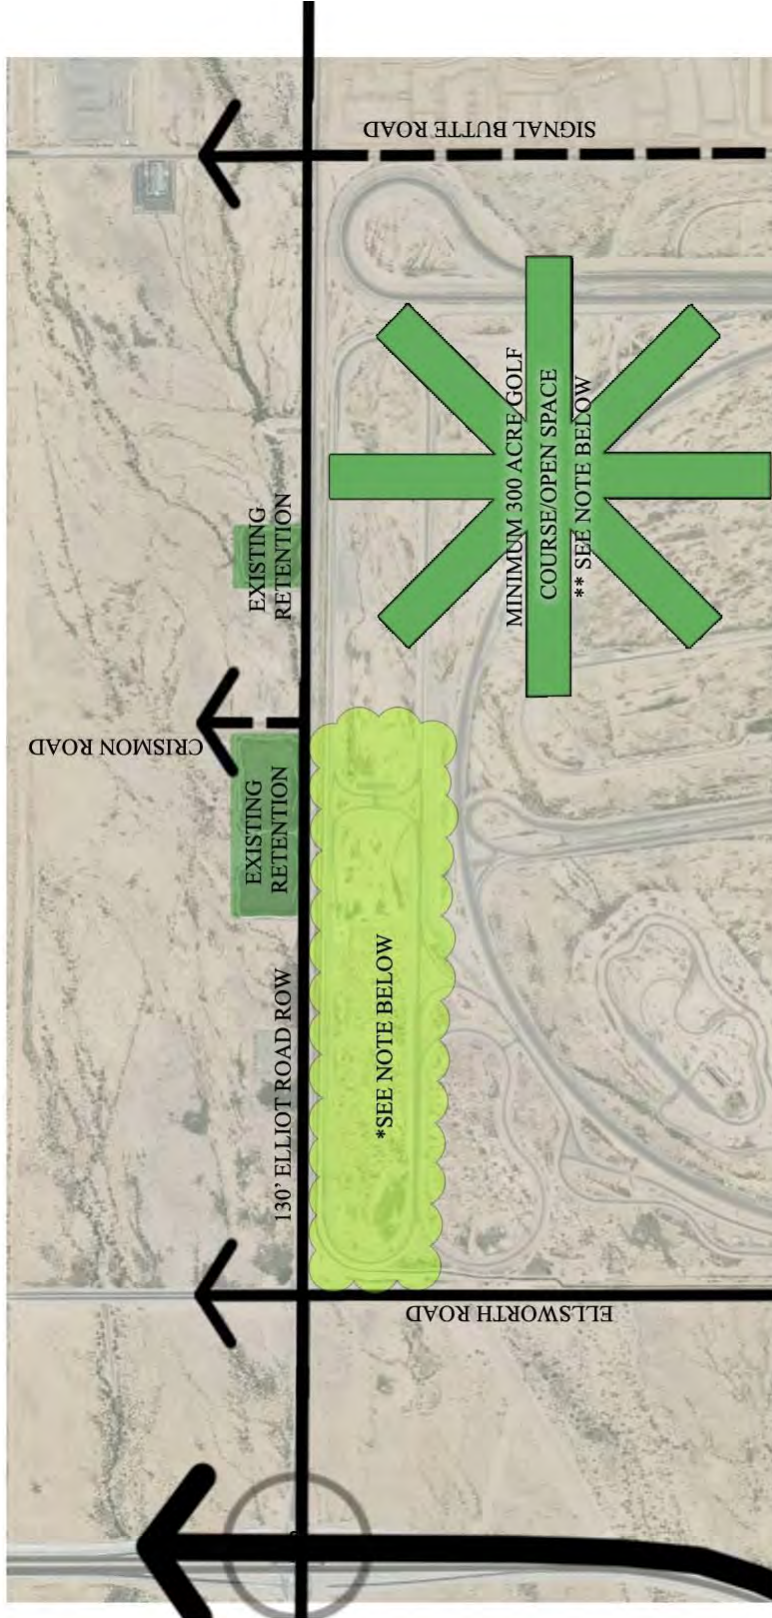 SIGNAL BUTTE ROAD
MINIMUM 300 ACRE GOLF
COURSE/OPEN SPACE
** SEE NOTE BELOW
EXISTING
RETENTION
CRISMON ROAD
EXISTING
RETENTION
*SEE NOTE BELOW
130' ELLIOT ROAD ROW
ELLSWORTH ROAD